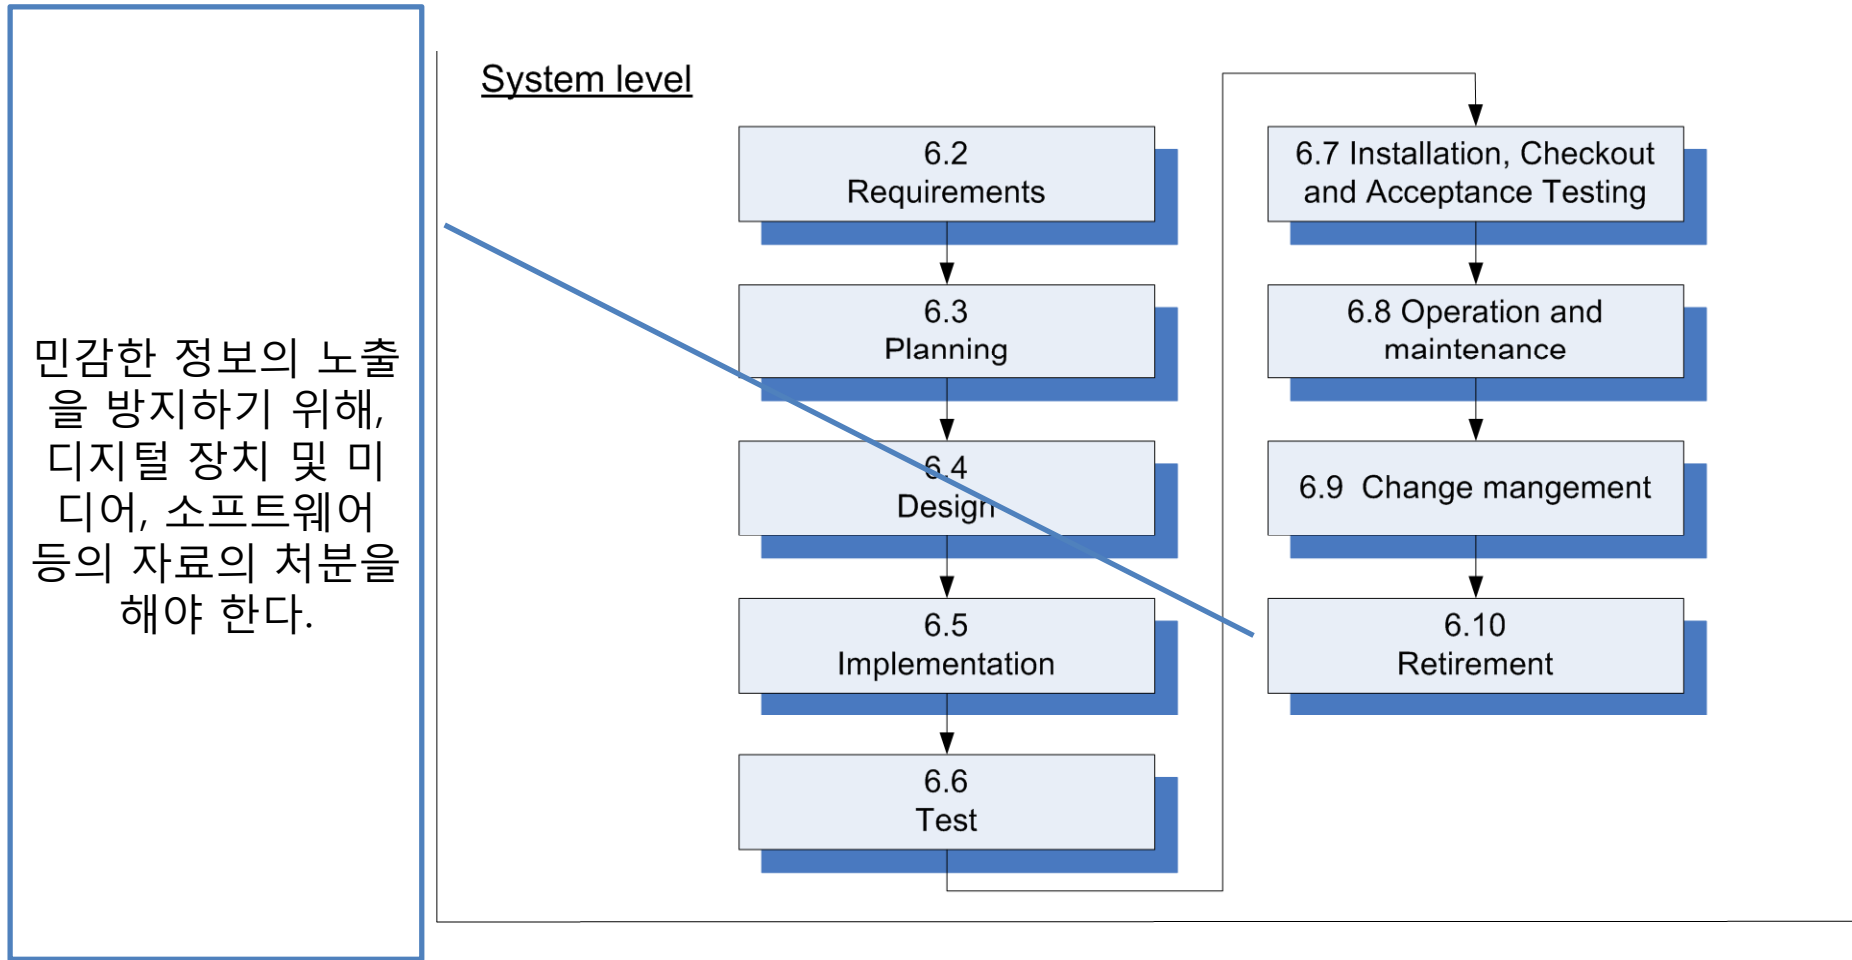 민감한 정보의 노출
을 방지하기 위해,
디지털 장치 및 미
디어, 소프트웨어
등의 자료의 처분을
해야 한다.
System level
6.2
Requirements
6.3
Planning
6.4
Design
6.5
Implementation
6.6
Test
6.7 Installation, Checkout
and Acceptance Testing
6.8 Operation and
maintenance
6.9 Change mangement
6.10
Retirement